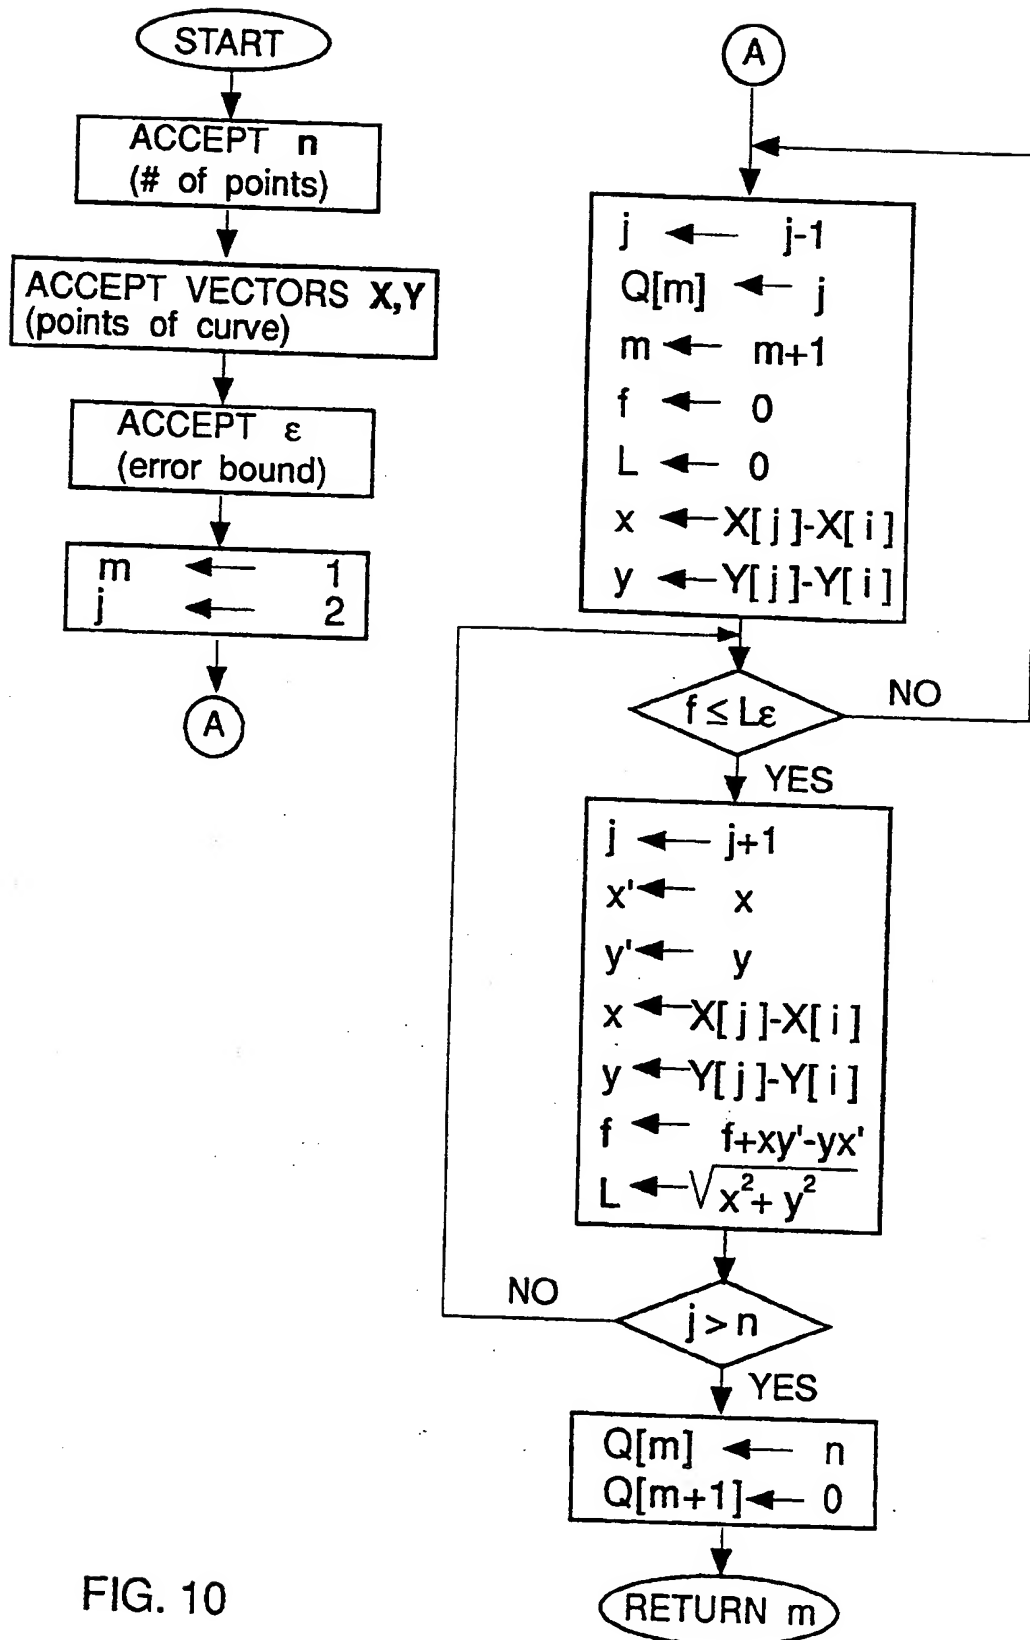 START
ACCEPT n
(# of points)
ACCEPT VECTORS X,Y
(points of curve)
ACCEPT ε
(error bound)
m ← 1
j ← 2
A
A
j ← j-1
Q[m] ← j
m ← m+1
f ← 0
L ← 0
x ← X[ j ]-X[ i ]
y ← Y[ j ]-Y[ i ]
f ≤ Lε
NO
YES
j ← j+1
x' ← x
y' ← y
x ← X[ j ]-X[ i ]
y ← Y[ j ]-Y[ i ]
f ← f+xy'-yx'
L ← √x²+ y²
NO
j > n
YES
Q[m] ← n
Q[m+1] ← 0
RETURN m
FIG. 10